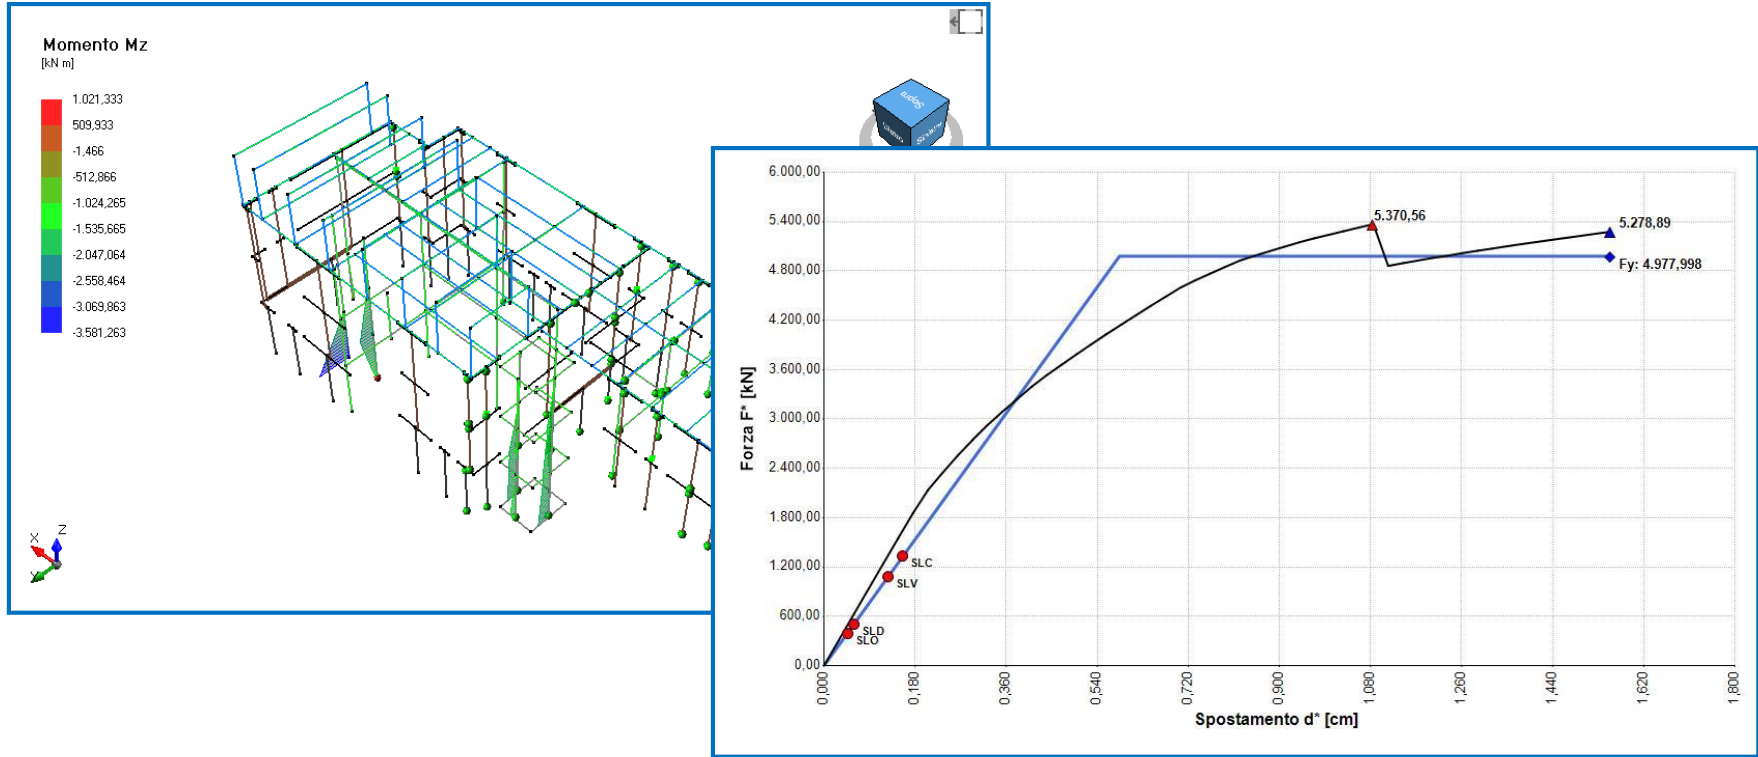 Momento Mz
[kN m]
1.021,333
509,933
-1,466
-512,866
-1.024,265
-1.535,665
-2.047,064
-2.558,464
-3.069,863
-3.581,263
Sopra
X
Z
Y
6.000,00
5.400,00
4.800,00
4.200,00
3.600,00
3.000,00
2.400,00
1.800,00
1.200,00
600,00
0,00
Forza F* [kN]
5.370,56
5.278,89
Fy: 4.977,998
SLC
SLV
SLD
SLO
0,000
0,180
0,360
0,540
0,720
0,900
1,080
1,260
1,440
1,620
1,800
Spostamento d* [cm]